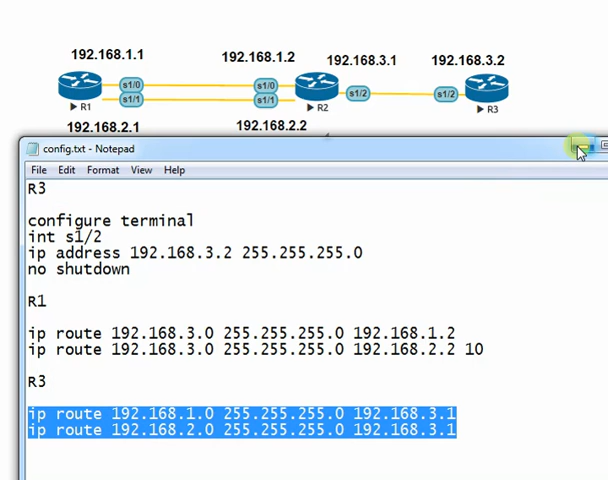 192.168.1.1
192.168.1.2
192.168.3.1
192.168.3.2
s1/0
s1/0
s1/1
s1/1
s1/2
s1/2
R1
R2
R3
192.168.2.1
192.168.2.2
config.txt - Notepad
File Edit Format View Help
R3
configure terminal
int s1/2
ip address 192.168.3.2 255.255.255.0
no shutdown
R1
ip route 192.168.3.0 255.255.255.0 192.168.1.2
ip route 192.168.3.0 255.255.255.0 192.168.2.2 10
R3
ip route 192.168.1.0 255.255.255.0 192.168.3.1
ip route 192.168.2.0 255.255.255.0 192.168.3.1